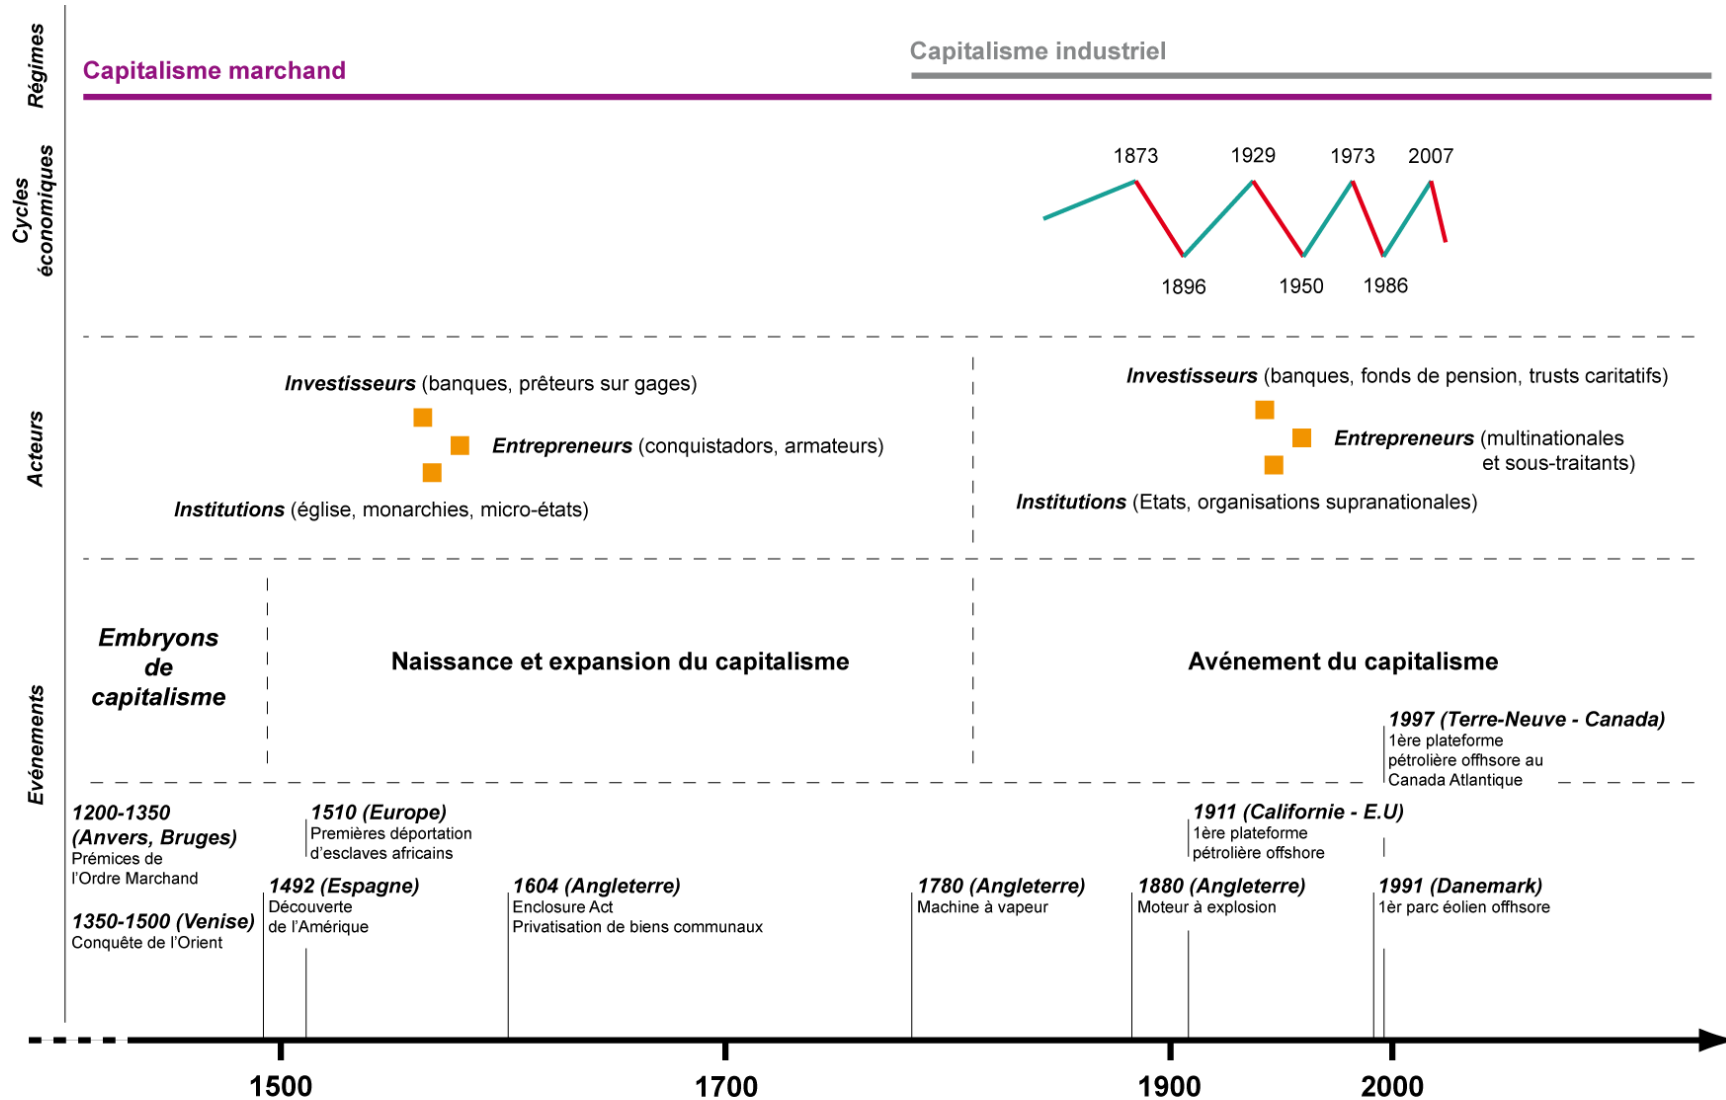 Régimes
Capitalisme marchand
Capitalisme industriel
Cycles
économiques
1873
1929
1973
2007
1896
1950
1986
Acteurs
Investisseurs (banques, prêteurs sur gages)
Entrepreneurs (conquistadors, armateurs)
Institutions (église, monarchies, micro-états)
Investisseurs (banques, fonds de pension, trusts caritatifs)
Entrepreneurs (multinationales
et sous-traitants)
Institutions (Etats, organisations supranationales)
Evénements
Embryons
de
capitalisme
Naissance et expansion du capitalisme
Avénement du capitalisme
1997 (Terre-Neuve - Canada)
1ère plateforme
pétrolière offhsore au
Canada Atlantique
1200-1350
(Anvers, Bruges)
Prémices de
l'Ordre Marchand
1350-1500 (Venise)
Conquête de l'Orient
1510 (Europe)
Premières déportation
d'esclaves africains
1492 (Espagne)
Découverte
de l'Amérique
1604 (Angleterre)
Enclosure Act
Privatisation de biens communaux
1780 (Angleterre)
Machine à vapeur
1911 (Californie - E.U)
1ère plateforme
pétrolière offshore
1880 (Angleterre)
Moteur à explosion
1991 (Danemark)
1èr parc éolien offhsore
1500
1700
1900
2000